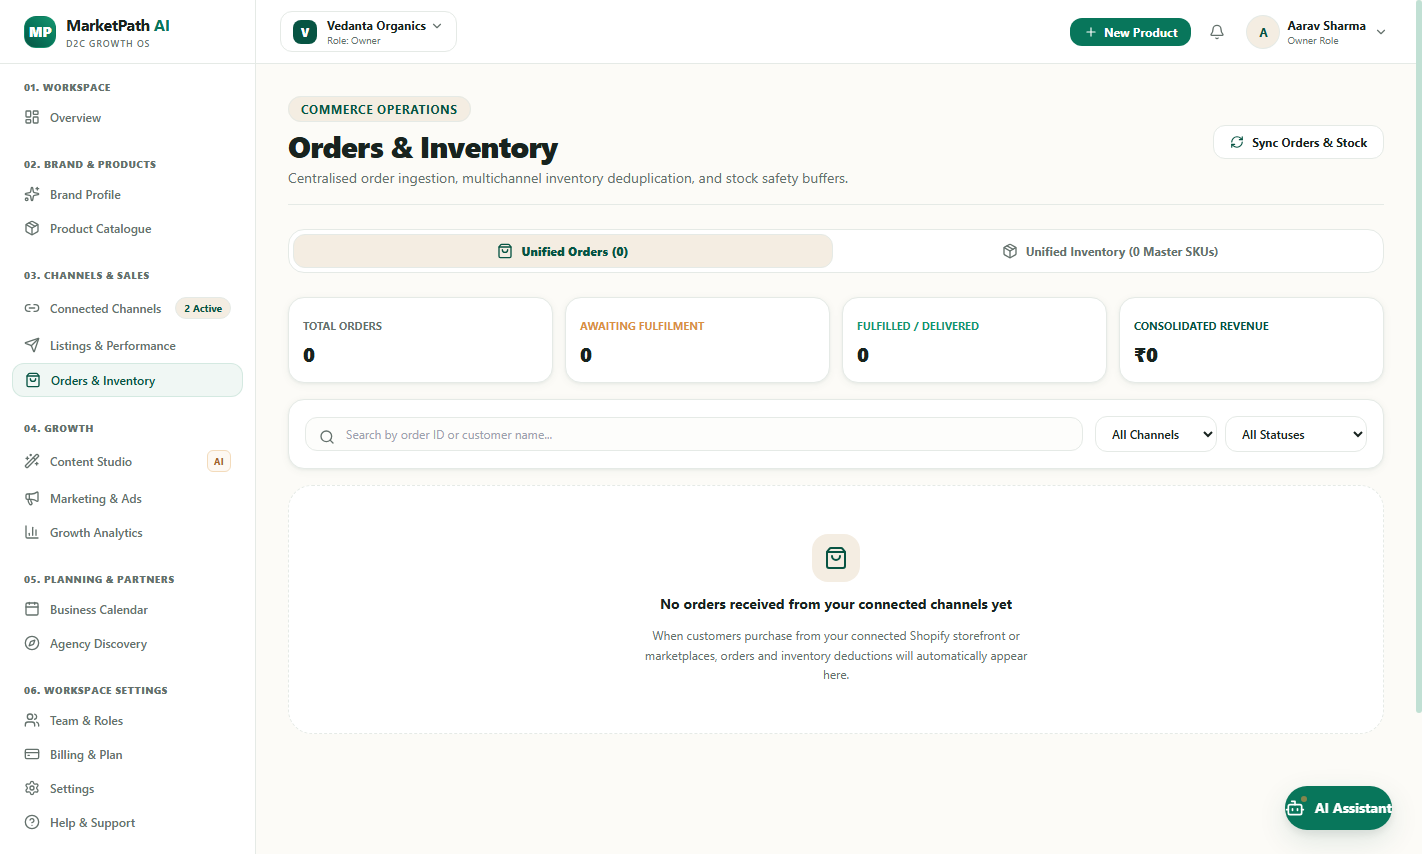 MP
MarketPath AI
D2C GROWTH OS
01. WORKSPACE
Overview
02. BRAND & PRODUCTS
Brand Profile
Product Catalogue
03. CHANNELS & SALES
Connected Channels
2 Active
Listings & Performance
Orders & Inventory
04. GROWTH
Content Studio
AI
Marketing & Ads
Growth Analytics
05. PLANNING & PARTNERS
Business Calendar
Agency Discovery
06. WORKSPACE SETTINGS
Team & Roles
Billing & Plan
Settings
Help & Support
V
Vedanta Organics
Role: Owner
New Product
A
Aarav Sharma
Owner Role
COMMERCE OPERATIONS
Orders & Inventory
Centralised order ingestion, multichannel inventory deduplication, and stock safety buffers.
Sync Orders & Stock
Unified Orders (0)
Unified Inventory (0 Master SKUs)
TOTAL ORDERS
0
AWAITING FULFILMENT
0
FULFILLED / DELIVERED
0
CONSOLIDATED REVENUE
₹0
Search by order ID or customer name...
All Channels
All Statuses
No orders received from your connected channels yet
When customers purchase from your connected Shopify storefront or
marketplaces, orders and inventory deductions will automatically appear
here.
AI Assistant